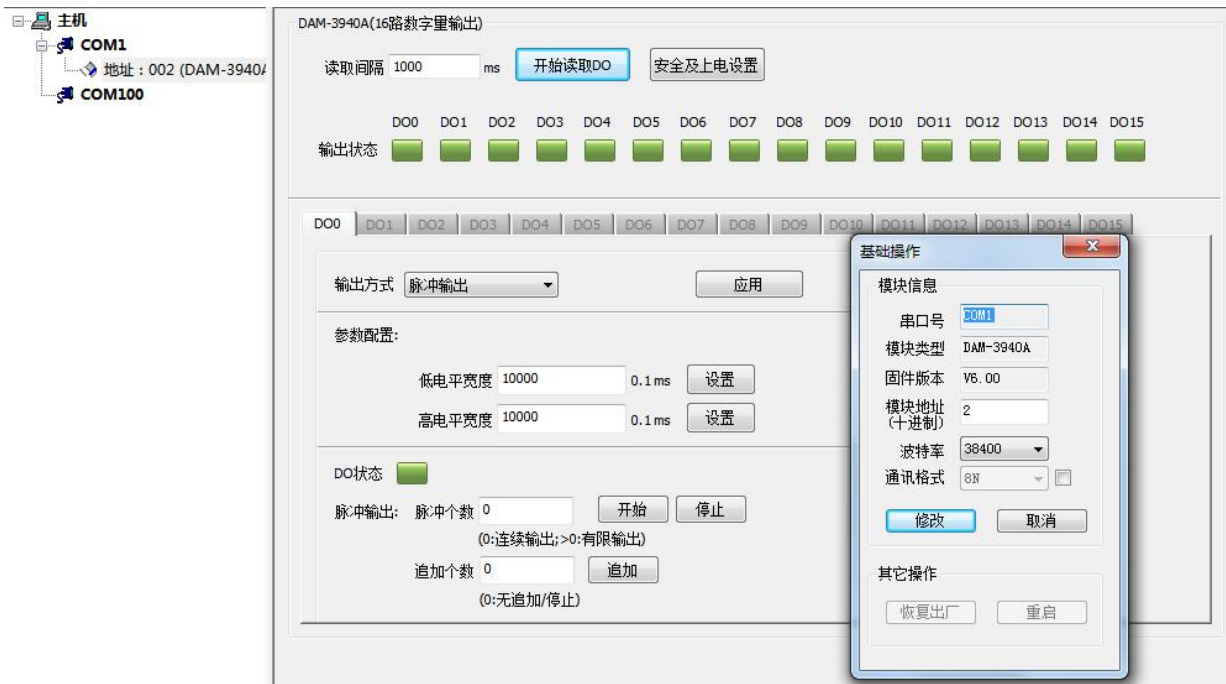 主机
COM1
地址：002 (DAM-3940A
COM100
DAM-3940A(16路数字量输出)
读取间隔 1000 ms 开始读取DO 安全及上电设置
DO0 DO1 DO2 DO3 DO4 DO5 DO6 DO7 DO8 DO9 DO10 DO11 DO12 DO13 DO14 DO15
输出状态
DO0 DO1 DO2 DO3 DO4 DO5 DO6 DO7 DO8 DO9 DO10 DO11 DO12 DO13 DO14 DO15
输出方式 脉冲输出 应用
参数配置:
低电平宽度 10000 0.1ms 设置
高电平宽度 10000 0.1ms 设置
DO状态
脉冲输出: 脉冲个数 0 开始 停止
(0:连续输出;>0:有限输出)
追加个数 0 追加
(0:无追加/停止)
基础操作
模块信息
串口号 COM1
模块类型 DAM-3940A
固件版本 V6.00
模块地址 2
(十进制)
波特率 38400
通讯格式 8N
修改 取消
其它操作
恢复出厂 重启